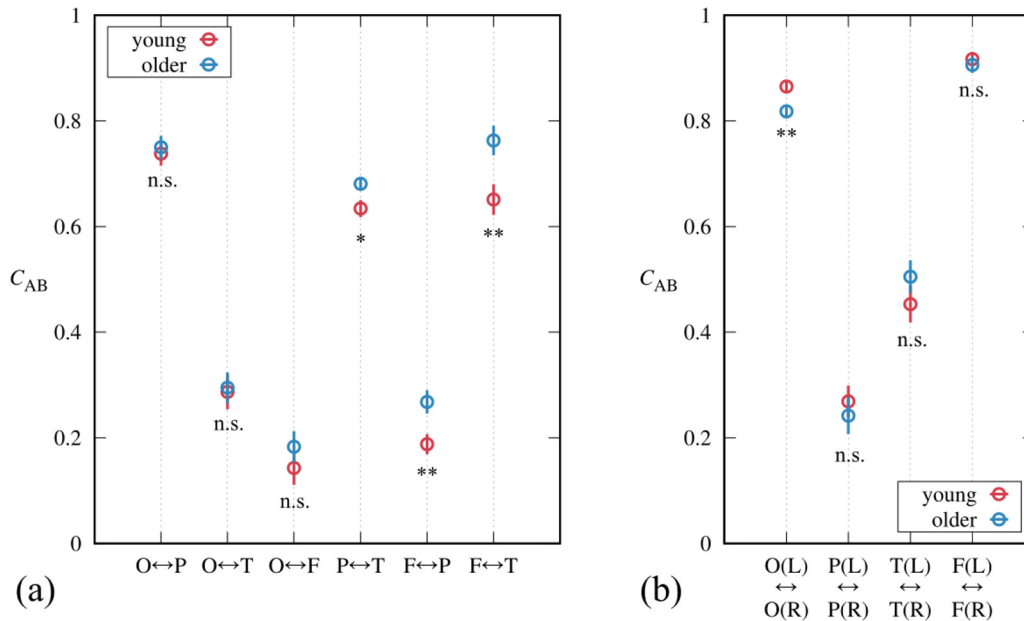 young
older
1
0.8
0.6
0.4
0.2
0
C_AB
n.s.
n.s.
n.s.
*
**
**
O↔P O↔T O↔F P↔T F↔P F↔T
(a)
1
0.8
0.6
0.4
0.2
0
C_AB
**
n.s.
n.s.
n.s.
young
older
O(L) P(L) T(L) F(L)
↔ ↔ ↔ ↔
O(R) P(R) T(R) F(R)
(b)